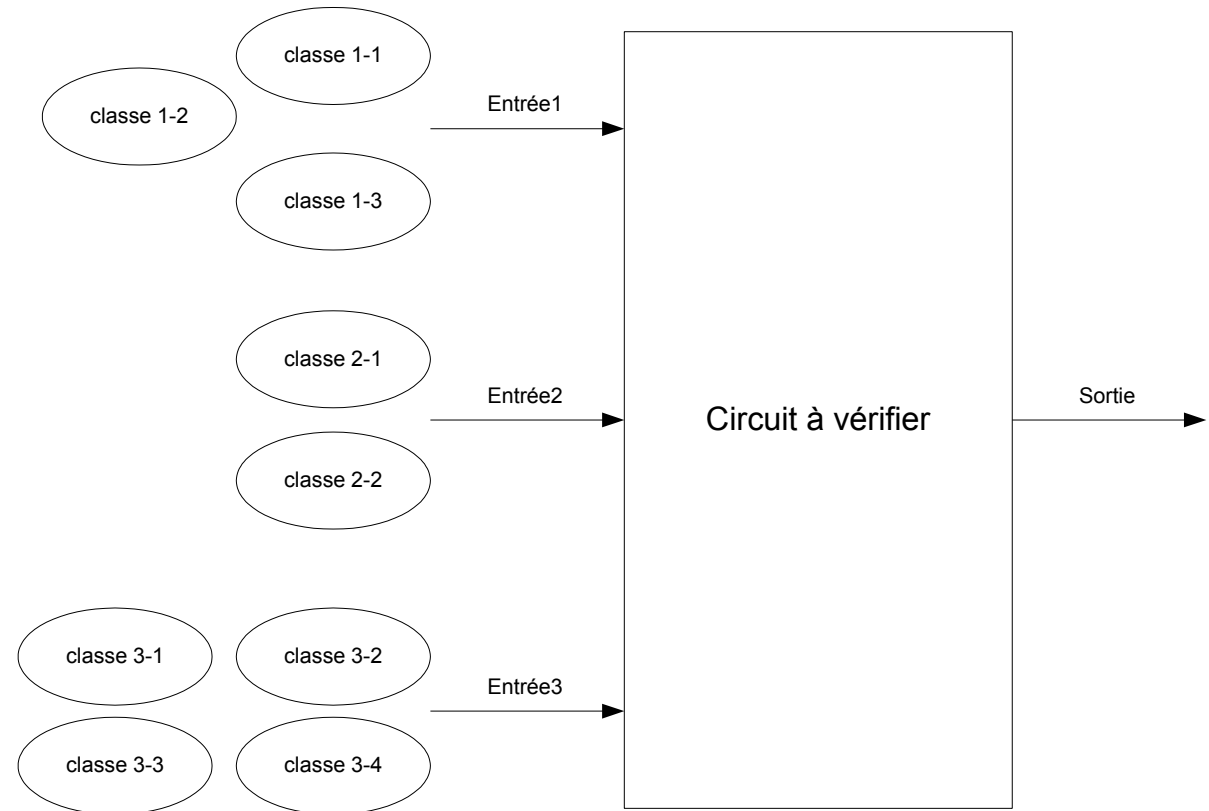 classe 1-1
classe 1-2
classe 1-3
Entrée1
classe 2-1
classe 2-2
Entrée2
classe 3-1
classe 3-2
classe 3-3
classe 3-4
Entrée3
Circuit à vérifier
Sortie